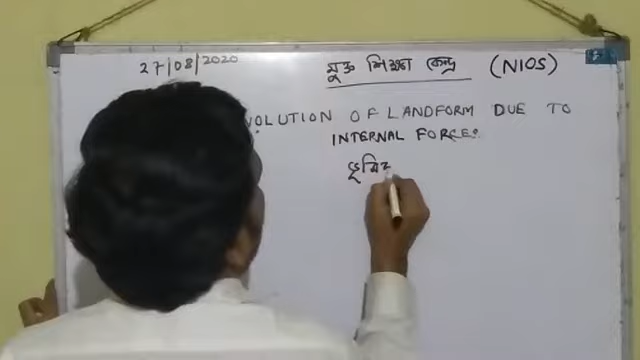 27/08/2020
মুক্ত শিক্ষা কেন্দ্ৰ (NIOS)
VOLUTION OF LANDFORM DUE TO
INTERNAL FORCES